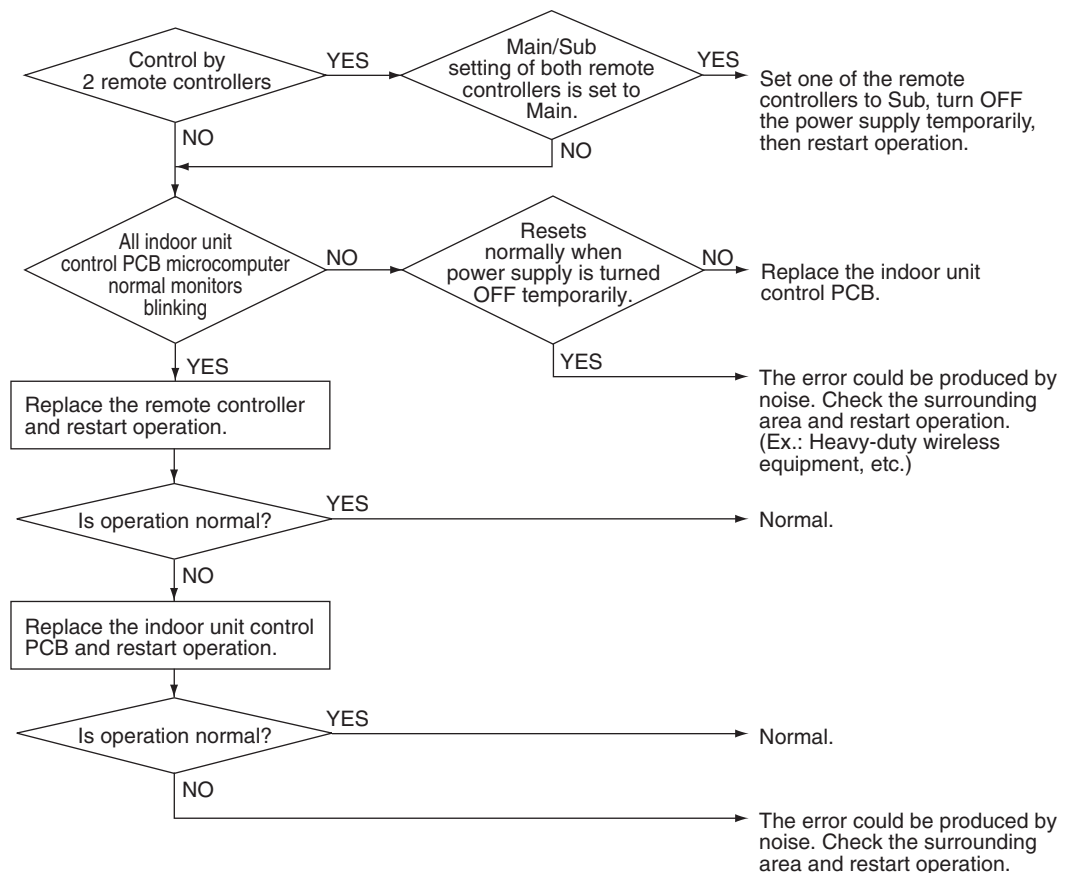 Control by
2 remote controllers
YES
Main/Sub
setting of both remote
controllers is set to
Main.
YES
Set one of the remote
controllers to Sub, turn OFF
the power supply temporarily,
then restart operation.
NO
NO
All indoor unit
control PCB microcomputer
normal monitors
blinking
NO
Resets
normally when
power supply is turned
OFF temporarily.
NO
Replace the indoor unit
control PCB.
YES
YES
The error could be produced by
noise. Check the surrounding
area and restart operation.
(Ex.: Heavy-duty wireless
equipment, etc.)
Replace the remote controller
and restart operation.
Is operation normal?
YES
Normal.
NO
Replace the indoor unit control
PCB and restart operation.
Is operation normal?
YES
Normal.
NO
The error could be produced by
noise. Check the surrounding
area and restart operation.